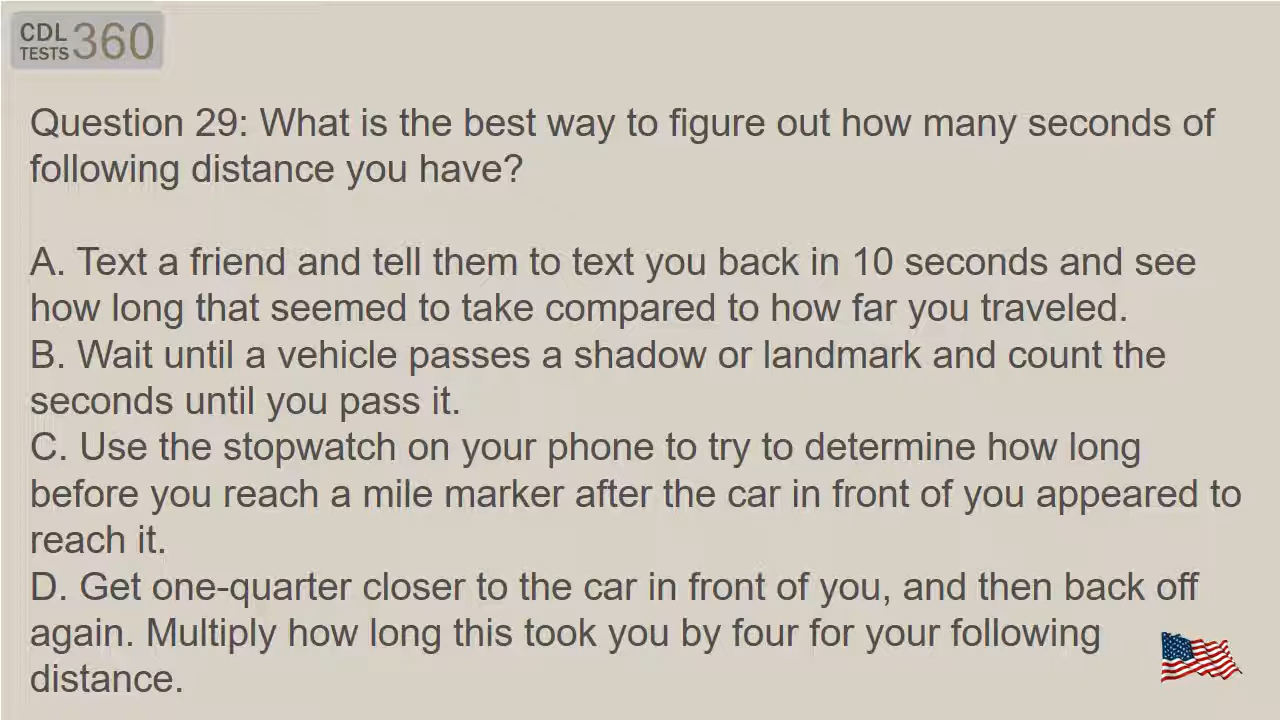 CDL
TESTS 360
Question 29: What is the best way to figure out how many seconds of
following distance you have?
A. Text a friend and tell them to text you back in 10 seconds and see
how long that seemed to take compared to how far you traveled.
B. Wait until a vehicle passes a shadow or landmark and count the
seconds until you pass it.
C. Use the stopwatch on your phone to try to determine how long
before you reach a mile marker after the car in front of you appeared to
reach it.
D. Get one-quarter closer to the car in front of you, and then back off
again. Multiply how long this took you by four for your following
distance.